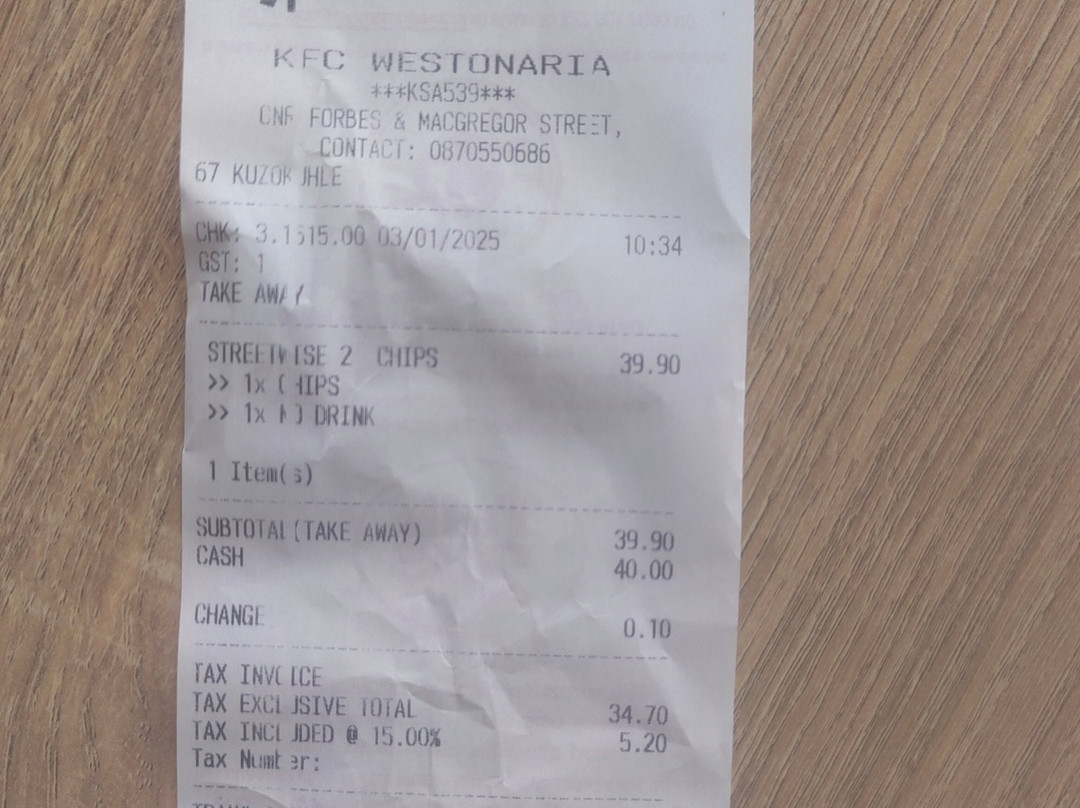 KFC WESTONARIA
***KSA539***
CNR FORBES & MACGREGOR STREET,
CONTACT: 0870550686
67 KUZOKUHLE
CHK: 3.1515.00 03/01/2025 10:34
GST: 1
TAKE AWAY
STREETWISE 2 CHIPS 39.90
>> 1x CHIPS
>> 1x NO DRINK
1 Item(s)
SUBTOTAL(TAKE AWAY) 39.90
CASH 40.00
CHANGE 0.10
TAX INVOICE
TAX EXCLUSIVE TOTAL 34.70
TAX INCLUDED @ 15.00% 5.20
Tax Number: